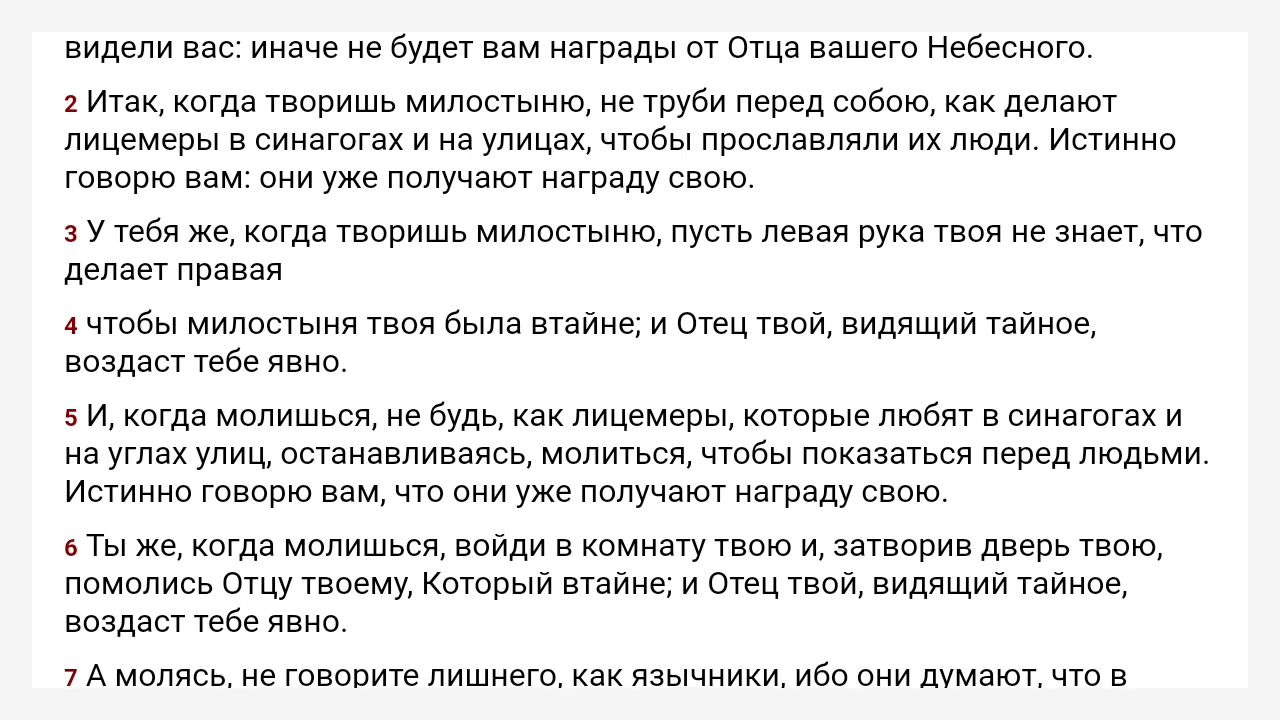 видели вас: иначе не будет вам награды от Отца вашего Небесного.
2 Итак, когда творишь милостыню, не труби перед собою, как делают
лицемеры в синагогах и на улицах, чтобы прославляли их люди. Истинно
говорю вам: они уже получают награду свою.
3 У тебя же, когда творишь милостыню, пусть левая рука твоя не знает, что
делает правая
4 чтобы милостыня твоя была втайне; и Отец твой, видящий тайное,
воздаст тебе явно.
5 И, когда молишься, не будь, как лицемеры, которые любят в синагогах и
на углах улиц, останавливаясь, молиться, чтобы показаться перед людьми.
Истинно говорю вам, что они уже получают награду свою.
6 Ты же, когда молишься, войди в комнату твою и, затворив дверь твою,
помолись Отцу твоему, Который втайне; и Отец твой, видящий тайное,
воздаст тебе явно.
7 А молясь, не говорите лишнего, как язычники, ибо они думают, что в